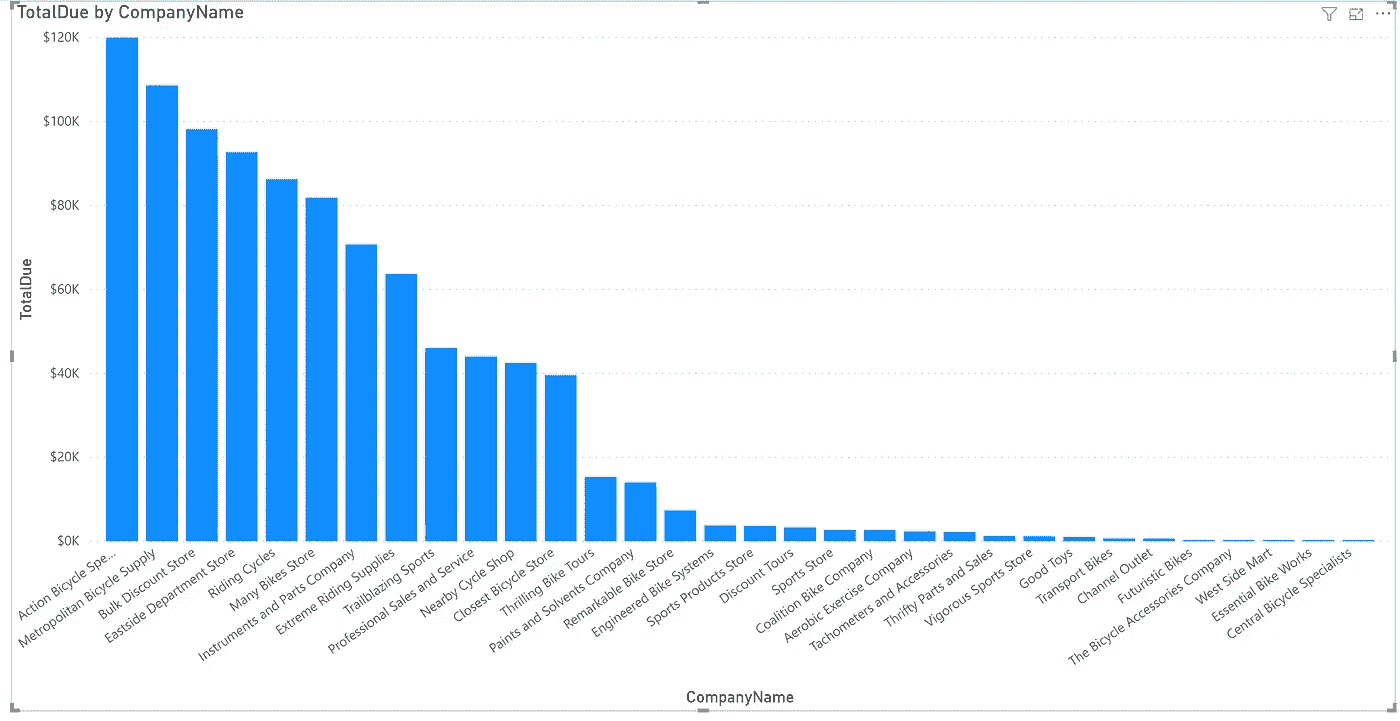 TotalDue by CompanyName
$120K
$100K
$80K
$60K
$40K
$20K
$0K
TotalDue
Action Bicycle Spe...
Metropolitan Bicycle Supply
Bulk Discount Store
Eastside Department Store
Riding Cycles
Many Bikes Store
Instruments and Parts Company
Extreme Riding Supplies
Trailblazing Sports
Professional Sales and Service
Nearby Cycle Shop
Closest Bicycle Store
Thrilling Bike Tours
Paints and Solvents Company
Remarkable Bike Store
Engineered Bike Systems
Sports Products Store
Discount Tours
Sports Store
Coalition Bike Company
Aerobic Exercise Company
Tachometers and Accessories
Thrifty Parts and Sales
Vigorous Sports Store
Good Toys
Transport Bikes
Channel Outlet
Futuristic Bikes
The Bicycle Accessories Company
West Side Mart
Essential Bike Works
Central Bicycle Specialists
CompanyName